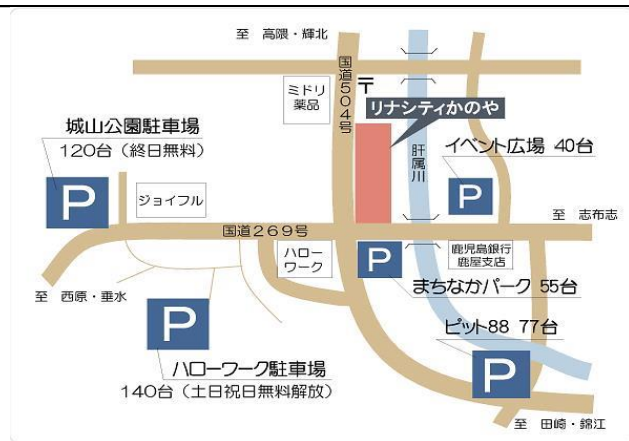 至 高隈・輝北
国道504号
〒
ミドリ
薬品
リナシティかのや
城山公園駐車場
120台（終日無料）
P
ジョイフル
肝属川
イベント広場 40台
P
至 志布志
国道269号
ハロー
ワーク
P
鹿児島銀行
鹿屋支店
まちなかパーク 55台
至 西原・垂水
P
ハローワーク駐車場
140台（土日祝日無料解放）
ピット88 77台
P
至 田崎・錦江